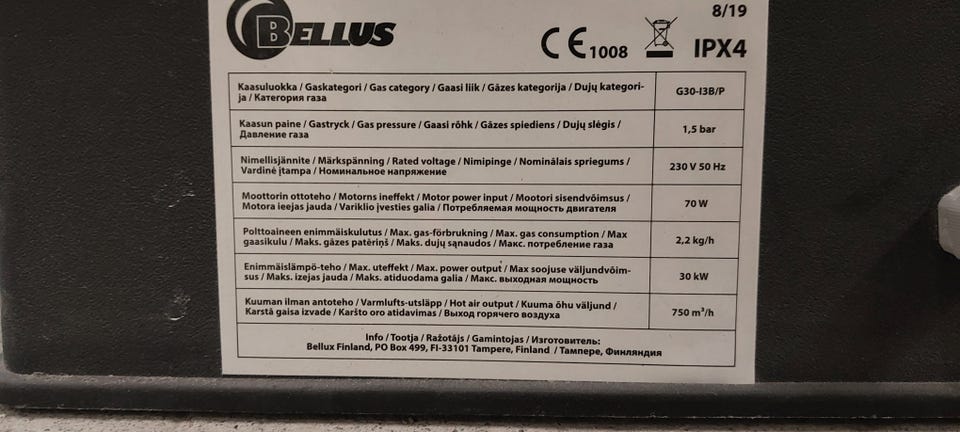 8/19
BELLUS
CE 1008
IPX4
Kaasuluokka / Gaskategori / Gas category / Gaasi liik / Gāzes kategorija / Dujų kategori-
ja / Категория газа
G30-I3B/P
Kaasun paine / Gastryck / Gas pressure / Gaasi rõhk / Gāzes spiediens / Dujų slėgis /
Давление газа
1,5 bar
Nimellisjännite / Märkspänning / Rated voltage / Nimipinge / Nominālais spriegums /
Vardinė įtampa / Номинальное напряжение
230 V 50 Hz
Moottorin ottoteho / Motorns ineffekt / Motor power input / Mootori sisendvõimsus /
Motora ieejas jauda / Variklio įvesties galia / Потребляемая мощность двигателя
70 W
Polttoaineen enimmäiskulutus / Max. gas-förbrukning / Max. gas consumption / Max
gaasikulu / Maks. gāzes patēriņš / Maks. dujų sąnaudos / Макс. потребление газа
2,2 kg/h
Enimmäislämpö-teho / Max. uteffekt / Max. power output / Max soojuse väljundvõim-
sus / Maks. izejas jauda / Maks. atiduodama galia / Макс. выходная мощность
30 kW
Kuuman ilman antoteho / Varmlufts-utsläpp / Hot air output / Kuuma õhu väljund /
Karstā gaisa izvade / Karšto oro atidavimas / Выход горячего воздуха
750 m³/h
Info / Tootja / Ražotājs / Gamintojas / Изготовитель:
Bellux Finland, PO Box 499, FI-33101 Tampere, Finland / Тампере, Финляндия